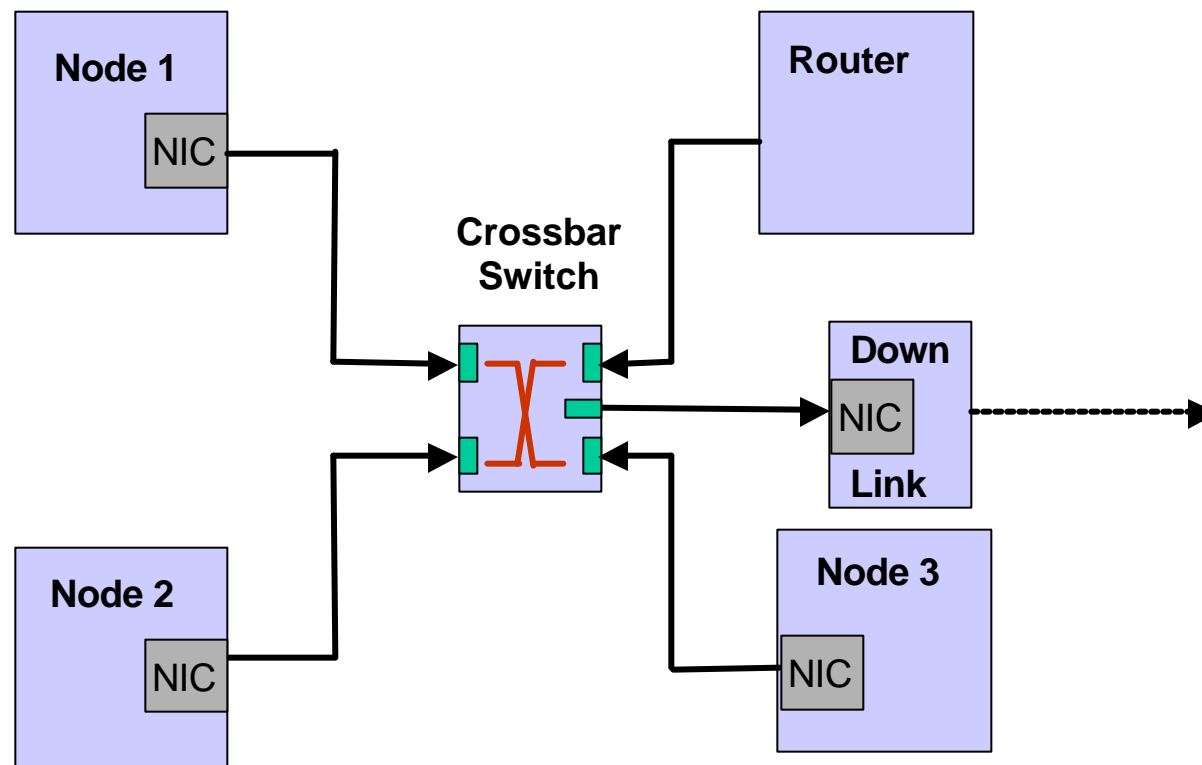 Node 1
NIC
Router
Crossbar
Switch
Down
NIC
Link
Node 2
NIC
Node 3
NIC